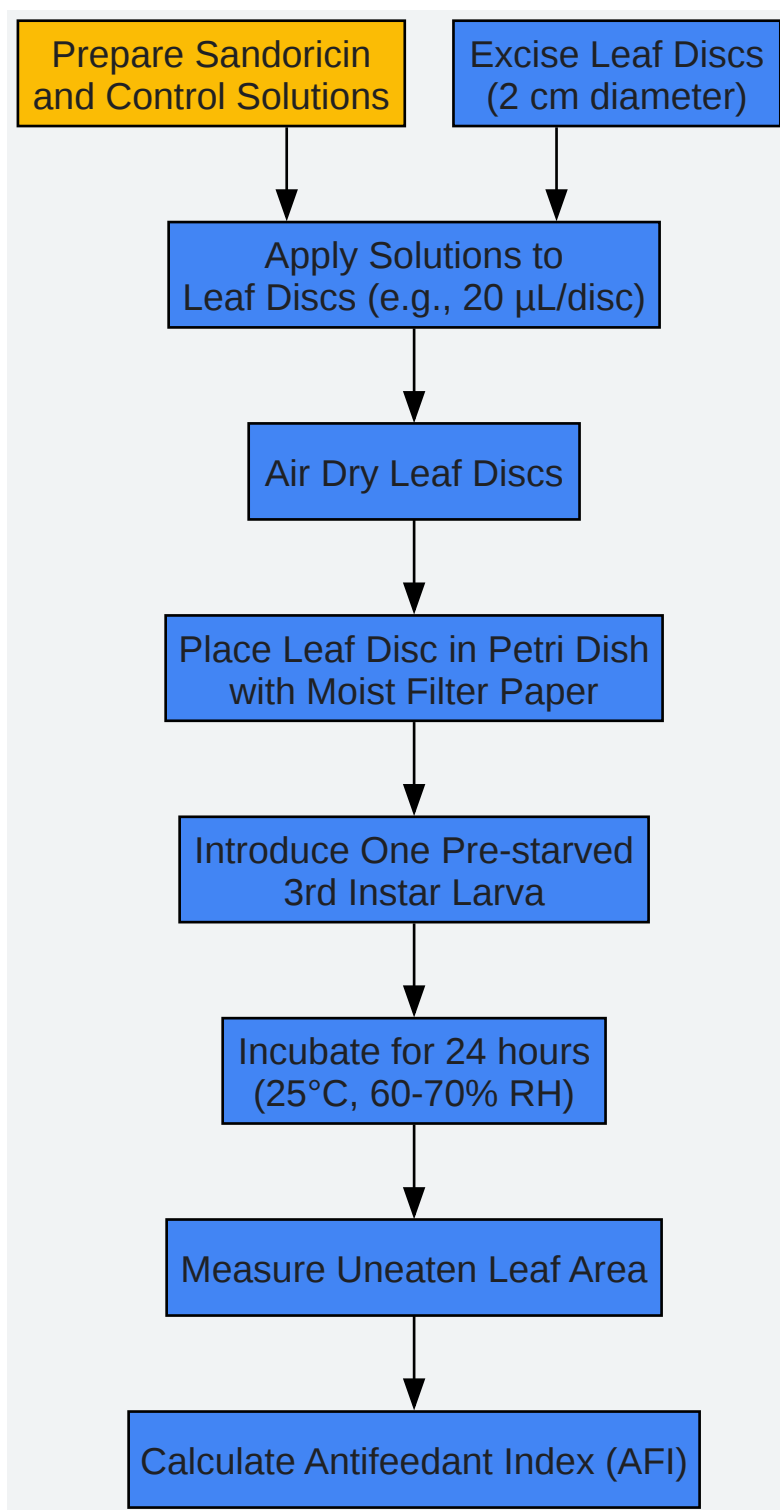 Prepare Sandoricin
and Control Solutions
Excise Leaf Discs
(2 cm diameter)
Apply Solutions to
Leaf Discs (e.g., 20 µL/disc)
Air Dry Leaf Discs
Place Leaf Disc in Petri Dish
with Moist Filter Paper
Introduce One Pre-starved
3rd Instar Larva
Incubate for 24 hours
(25°C, 60-70% RH)
Measure Uneaten Leaf Area
Calculate Antifeedant Index (AFI)